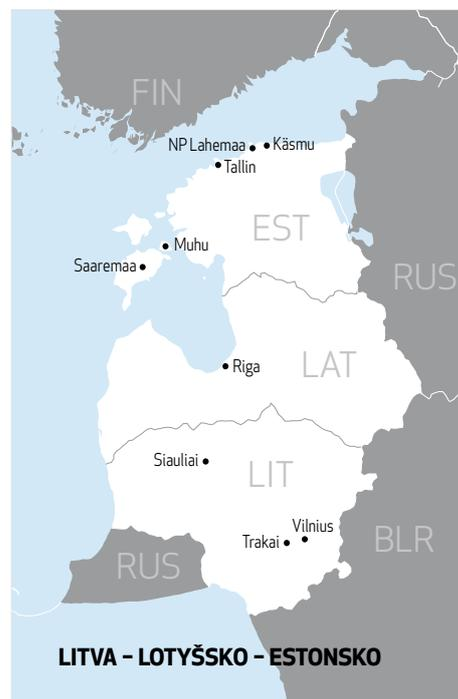 FIN
NP Lahemaa
Käsmu
Tallin
EST
Muhu
Saaremaa
RUS
Riga
LAT
Siauliai
LIT
Vilnius
Trakai
BLR
RUS
LITVA – LOTYŠSKO – ESTONSKO